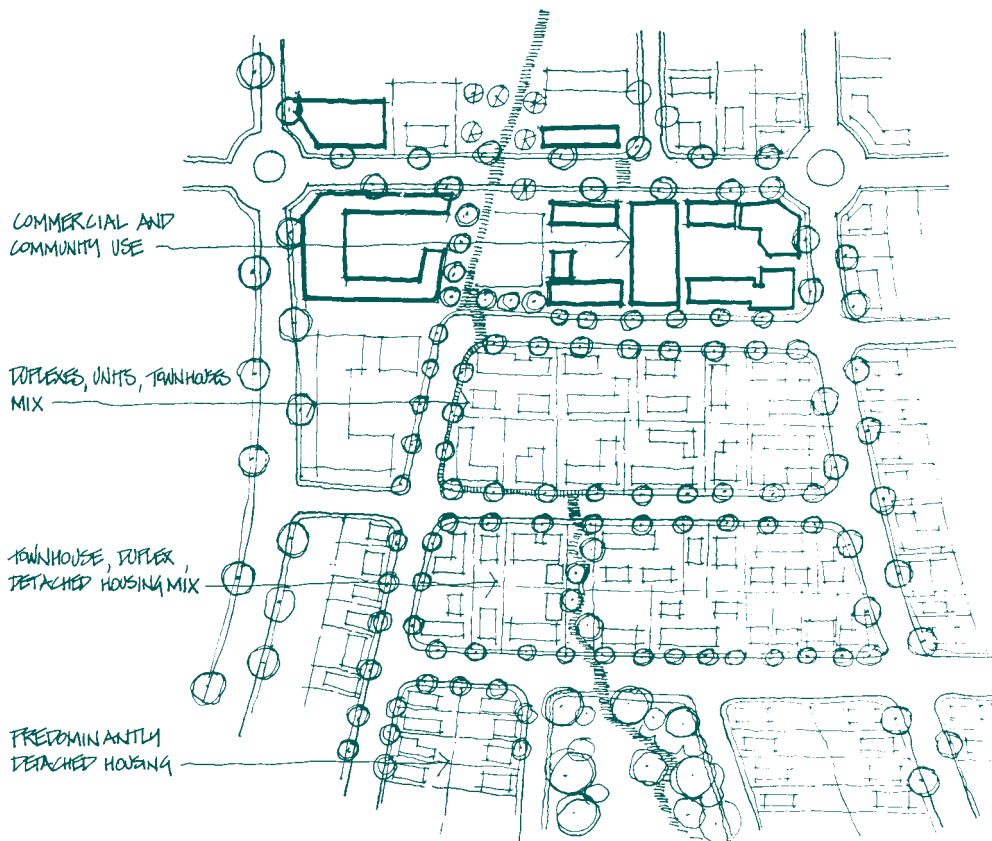 COMMERCIAL AND
COMMUNITY USE
DUPLEXES, UNITS, TOWNHOUSES
MIX
TOWNHOUSE, DUPLEX,
DETACHED HOUSING MIX
PREDOMINANTLY
DETACHED HOUSING